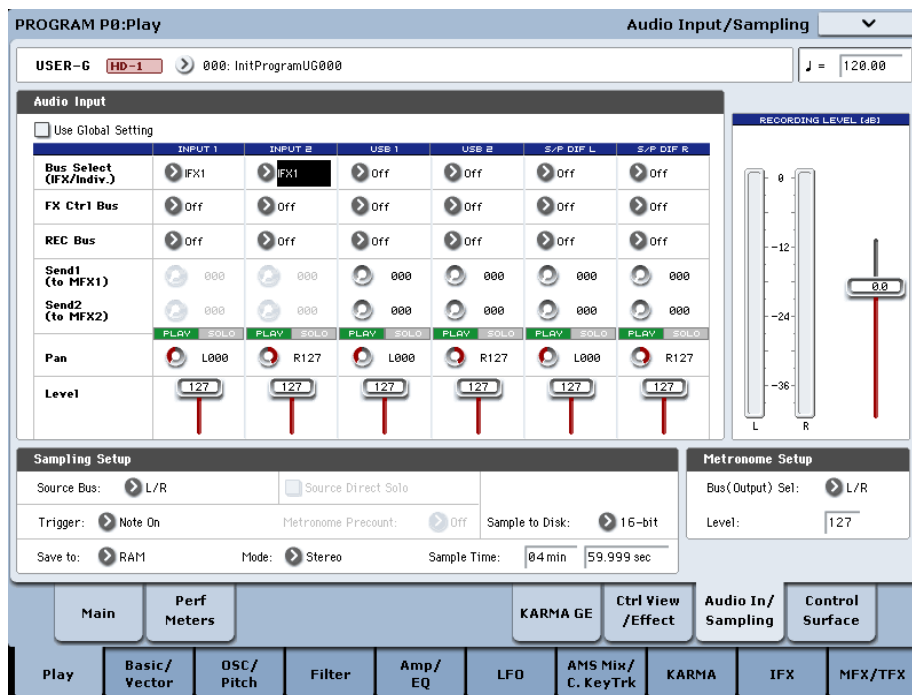 PROGRAM P0:Play
Audio Input/Sampling
USER-G HD-1 000: InitProgramUG000
♩ = 120.00
Audio Input
Use Global Setting
RECORDING LEVEL [dB]
INPUT 1 INPUT 2 USB 1 USB 2 S/P DIF L S/P DIF R
Bus Select
(IFX/Indiv.)
IFX1 IFX1 Off Off Off Off
FX Ctrl Bus Off Off Off Off Off Off
REC Bus Off Off Off Off Off Off
Send1
(to MFX1)
000 000 000 000 000 000
Send2
(to MFX2)
000 000 000 000 000 000
PLAY SOLO PLAY SOLO PLAY SOLO PLAY SOLO PLAY SOLO PLAY SOLO
Pan L000 R127 L000 R127 L000 R127
Level 127 127 127 127 127 127
0
-12
-24
-36
L R
0.0
Sampling Setup
Source Bus: L/R Source Direct Solo
Trigger: Note On Metronome Precount: Off Sample to Disk: 16-bit
Save to: RAM Mode: Stereo Sample Time: 04 min 59.999 sec
Metronome Setup
Bus(Output) Sel: L/R
Level: 127
Main
Perf
Meters
KARMA GE
Ctrl View
/Effect
Audio In/
Sampling
Control
Surface
Play
Basic/
Vector
OSC/
Pitch
Filter
Amp/
EQ
LFO
AMS Mix/
C. KeyTrk
KARMA
IFX
MFX/TFX